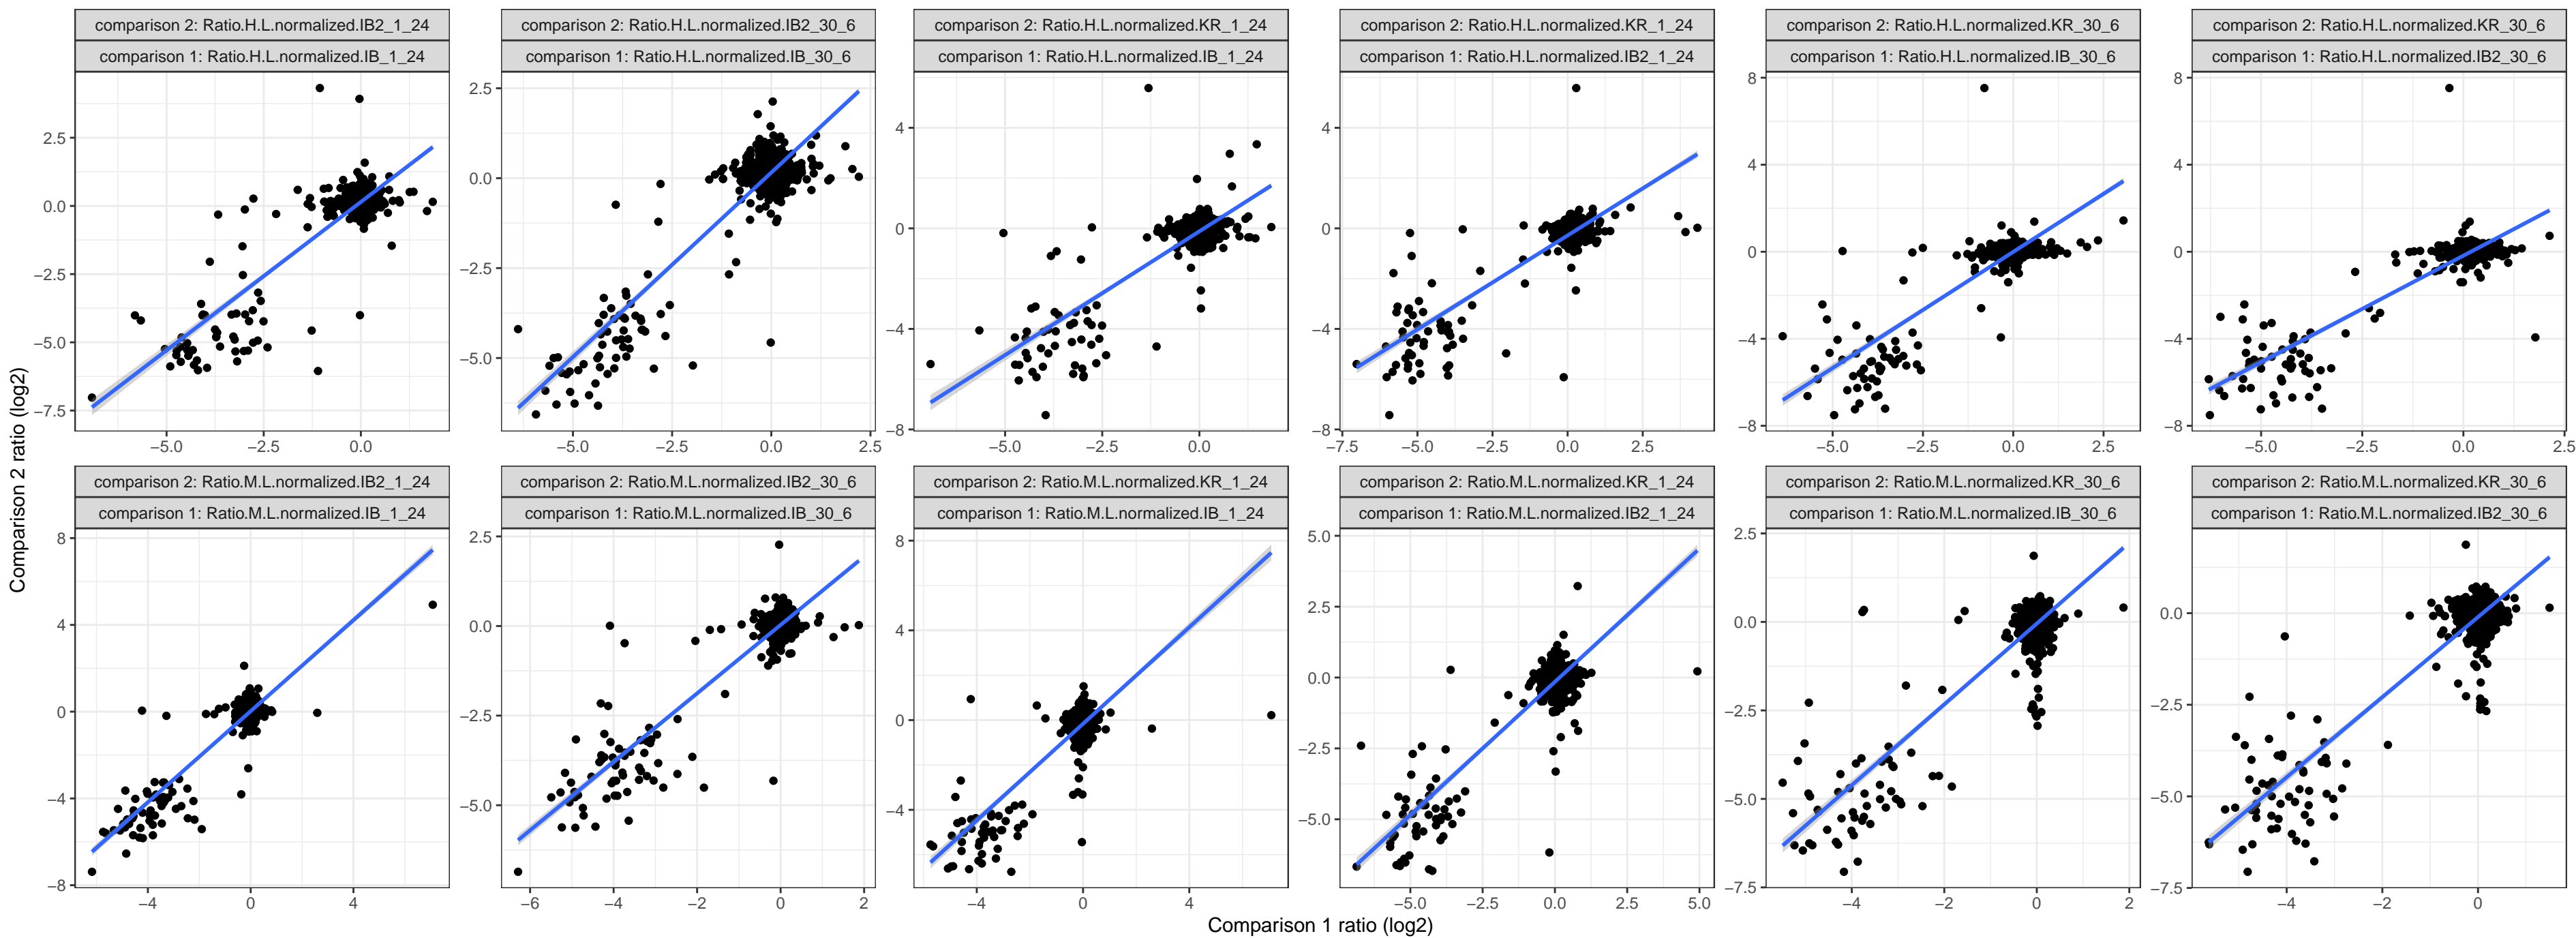 comparison 2: Ratio.H.L.normalized.IB2_1_24
comparison 1: Ratio.H.L.normalized.IB_1_24
comparison 2: Ratio.H.L.normalized.IB2_30_6
comparison 1: Ratio.H.L.normalized.IB_30_6
comparison 2: Ratio.H.L.normalized.KR_1_24
comparison 1: Ratio.H.L.normalized.IB_1_24
comparison 2: Ratio.H.L.normalized.KR_1_24
comparison 1: Ratio.H.L.normalized.IB2_1_24
comparison 2: Ratio.H.L.normalized.KR_30_6
comparison 1: Ratio.H.L.normalized.IB_30_6
comparison 2: Ratio.H.L.normalized.KR_30_6
comparison 1: Ratio.H.L.normalized.IB2_30_6
2.5
0.0
−2.5
−5.0
−7.5
−5.0 −2.5 0.0
2.5
0.0
−2.5
−5.0
−5.0 −2.5 0.0 2.5
4
0
−4
−8
−5.0 −2.5 0.0
4
0
−4
−8
−7.5 −5.0 −2.5 0.0 2.5
8
4
0
−4
−8
−5.0 −2.5 0.0 2.5
8
4
0
−4
−8
−5.0 −2.5 0.0 2.5
comparison 2: Ratio.M.L.normalized.IB2_1_24
comparison 1: Ratio.M.L.normalized.IB_1_24
comparison 2: Ratio.M.L.normalized.IB2_30_6
comparison 1: Ratio.M.L.normalized.IB_30_6
comparison 2: Ratio.M.L.normalized.KR_1_24
comparison 1: Ratio.M.L.normalized.IB_1_24
comparison 2: Ratio.M.L.normalized.KR_1_24
comparison 1: Ratio.M.L.normalized.IB2_1_24
comparison 2: Ratio.M.L.normalized.KR_30_6
comparison 1: Ratio.M.L.normalized.IB_30_6
comparison 2: Ratio.M.L.normalized.KR_30_6
comparison 1: Ratio.M.L.normalized.IB2_30_6
8
4
0
−4
−8
−4 0 4
2.5
0.0
−2.5
−5.0
−6 −4 −2 0 2
8
4
0
−4
−4 0 4
5.0
2.5
0.0
−2.5
−5.0
−5.0 −2.5 0.0 2.5 5.0
2.5
0.0
−2.5
−5.0
−7.5
−4 −2 0 2
0.0
−2.5
−5.0
−7.5
−4 −2 0
Comparison 2 ratio (log2)
Comparison 1 ratio (log2)